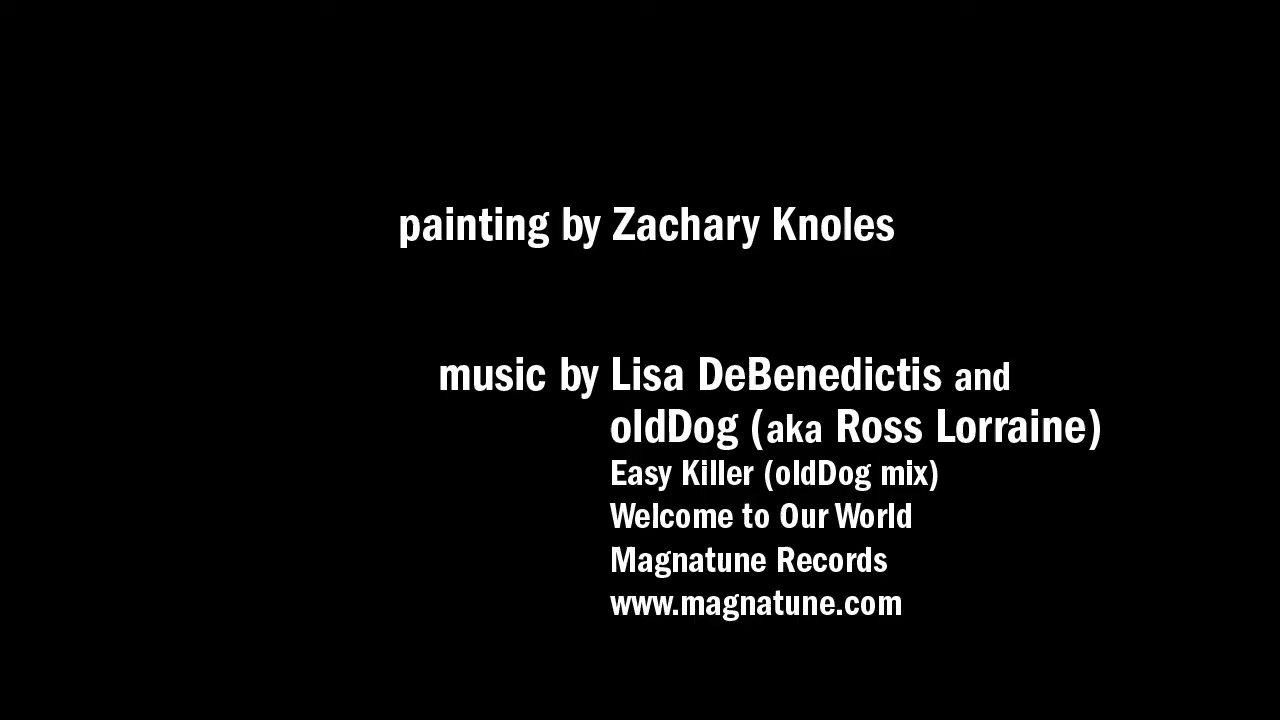 painting by Zachary Knoles
music by Lisa DeBenedictis and
oldDog (aka Ross Lorraine)
Easy Killer (oldDog mix)
Welcome to Our World
Magnatune Records
www.magnatune.com